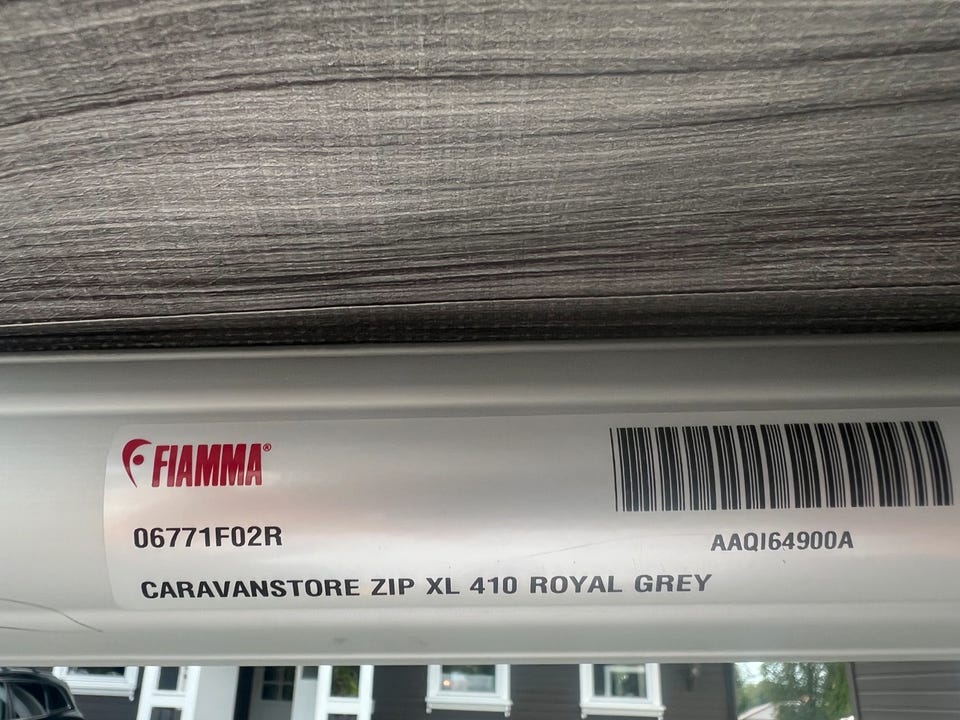 FIAMMA®
06771F02R
AAQI64900A
CARAVANSTORE ZIP XL 410 ROYAL GREY